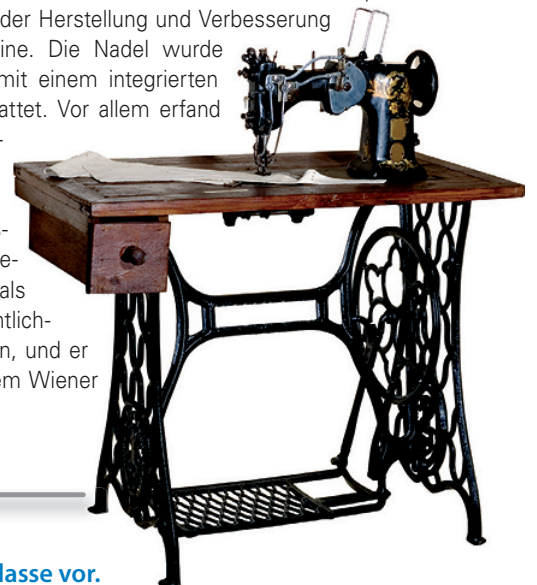 der Herstellung und Verbesserung
ine. Die Nadel wurde
mit einem integrierten
attet. Vor allem erfand
-
s-
e-
als
ntlich-
n, und er
em Wiener
lasse vor.